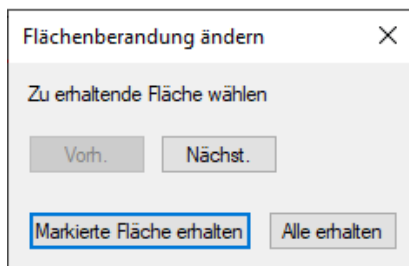 Flächenberandung ändern
Zu erhaltende Fläche wählen
Vorh. Nächst.
Markierte Fläche erhalten Alle erhalten